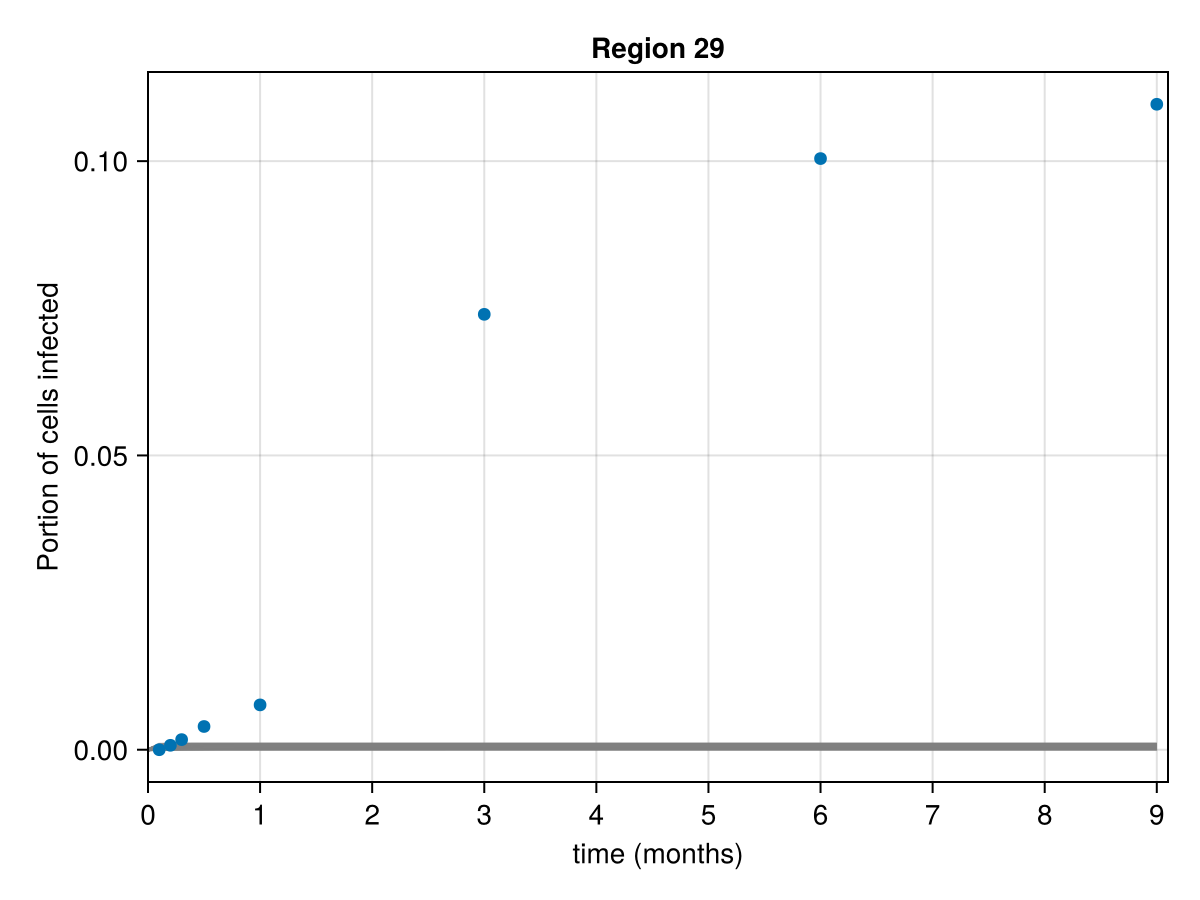 Region 29
Portion of cells infected
0.10
0.05
0.00
0 1 2 3 4 5 6 7 8 9
time (months)